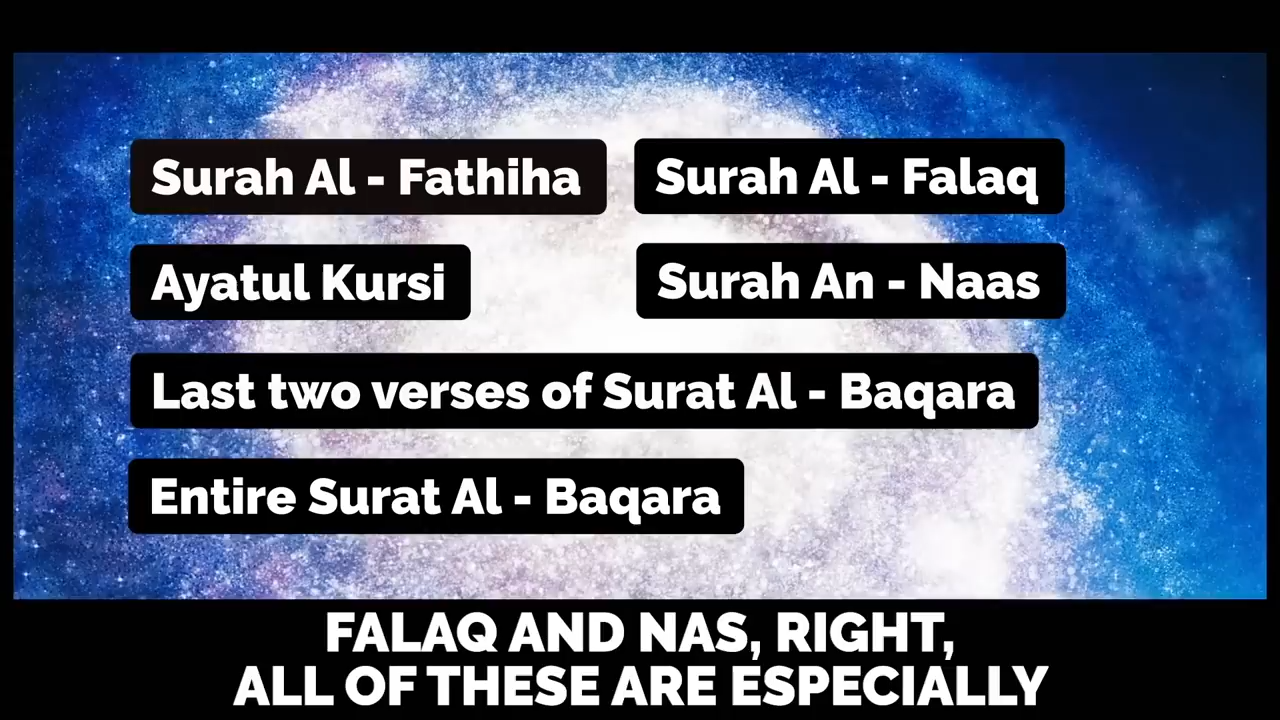 Surah Al - Fathiha
Surah Al - Falaq
Ayatul Kursi
Surah An - Naas
Last two verses of Surat Al - Baqara
Entire Surat Al - Baqara
FALAQ AND NAS, RIGHT,
ALL OF THESE ARE ESPECIALLY